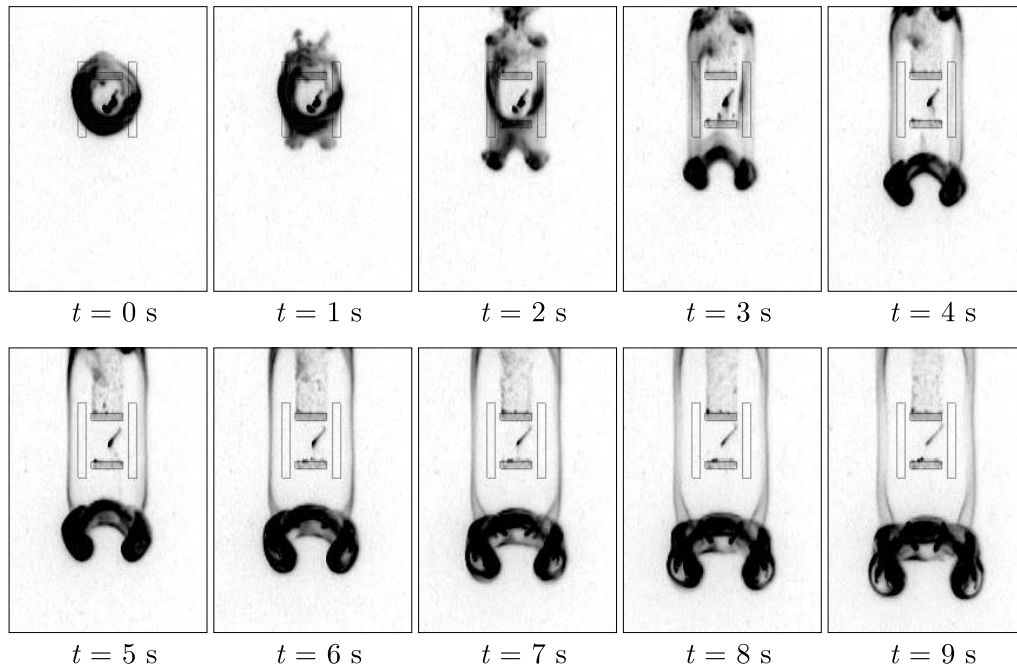 t = 0 s
t = 1 s
t = 2 s
t = 3 s
t = 4 s
t = 5 s
t = 6 s
t = 7 s
t = 8 s
t = 9 s